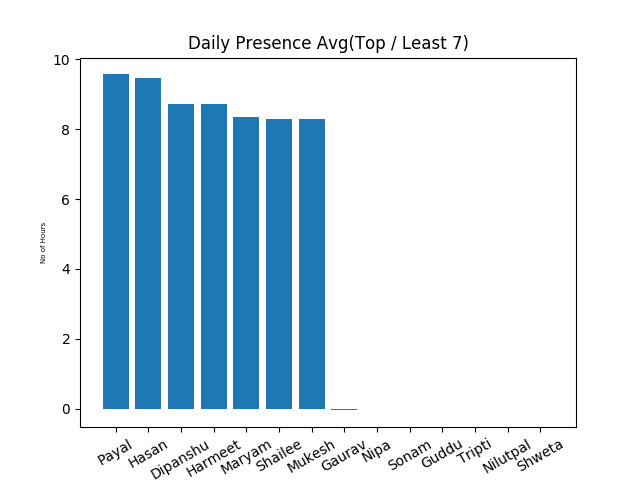 Daily Presence Avg(Top / Least 7)
10
8
6
4
2
0
No of Hours
Payal
Hasan
Dipanshu
Harmeet
Maryam
Shailee
Mukesh
Gaurav
Nipa
Sonam
Guddu
Tripti
Nilutpal
Shweta